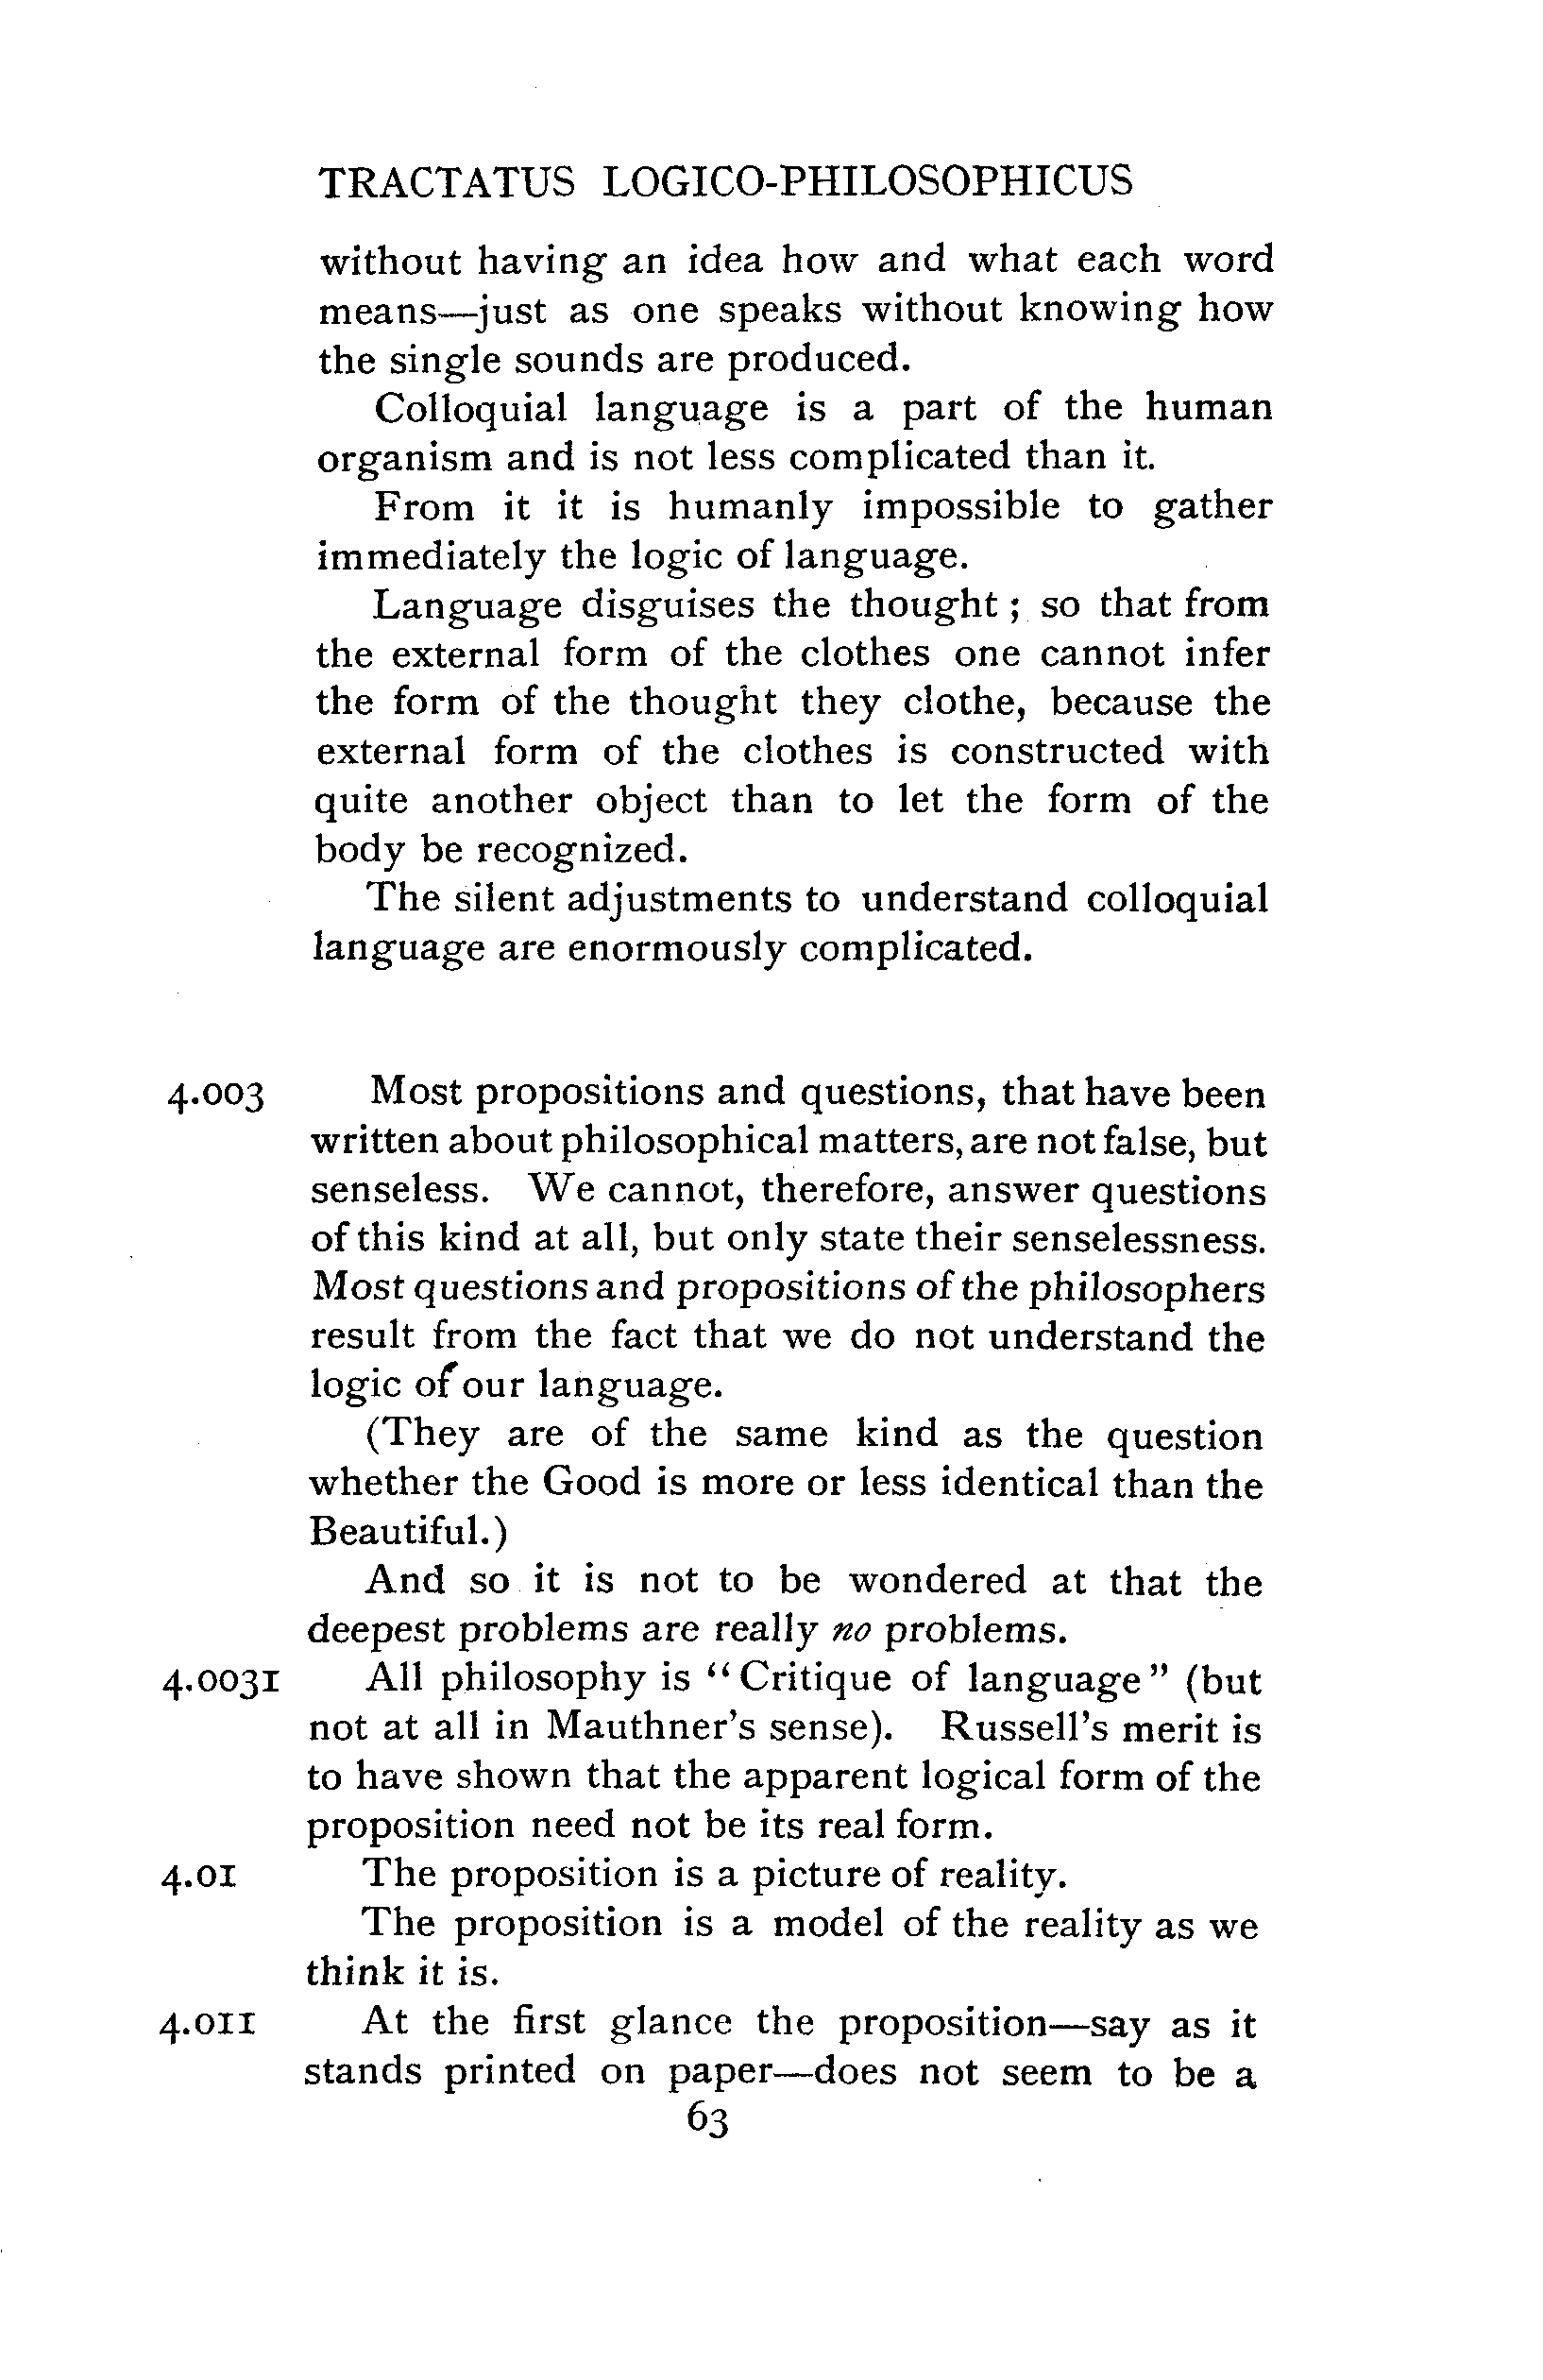 TRACTATUS LOGICO-PHILOSOPHICUS
without having an idea how and what each word
means—just as one speaks without knowing how
the single sounds are produced.
Colloquial language is a part of the human
organism and is not less complicated than it.
From it it is humanly impossible to gather
immediately the logic of language.
Language disguises the thought ; so that from
the external form of the clothes one cannot infer
the form of the thought they clothe, because the
external form of the clothes is constructed with
quite another object than to let the form of the
body be recognized.
The silent adjustments to understand colloquial
language are enormously complicated.
4.003 Most propositions and questions, that have been
written about philosophical matters, are not false, but
senseless. We cannot, therefore, answer questions
of this kind at all, but only state their senselessness.
Most questions and propositions of the philosophers
result from the fact that we do not understand the
logic of our language.
(They are of the same kind as the question
whether the Good is more or less identical than the
Beautiful.)
And so it is not to be wondered at that the
deepest problems are really no problems.
4.0031 All philosophy is “Critique of language” (but
not at all in Mauthner's sense). Russell's merit is
to have shown that the apparent logical form of the
proposition need not be its real form.
4.01 The proposition is a picture of reality.
The proposition is a model of the reality as we
think it is.
4.011 At the first glance the proposition—say as it
stands printed on paper—does not seem to be a
63